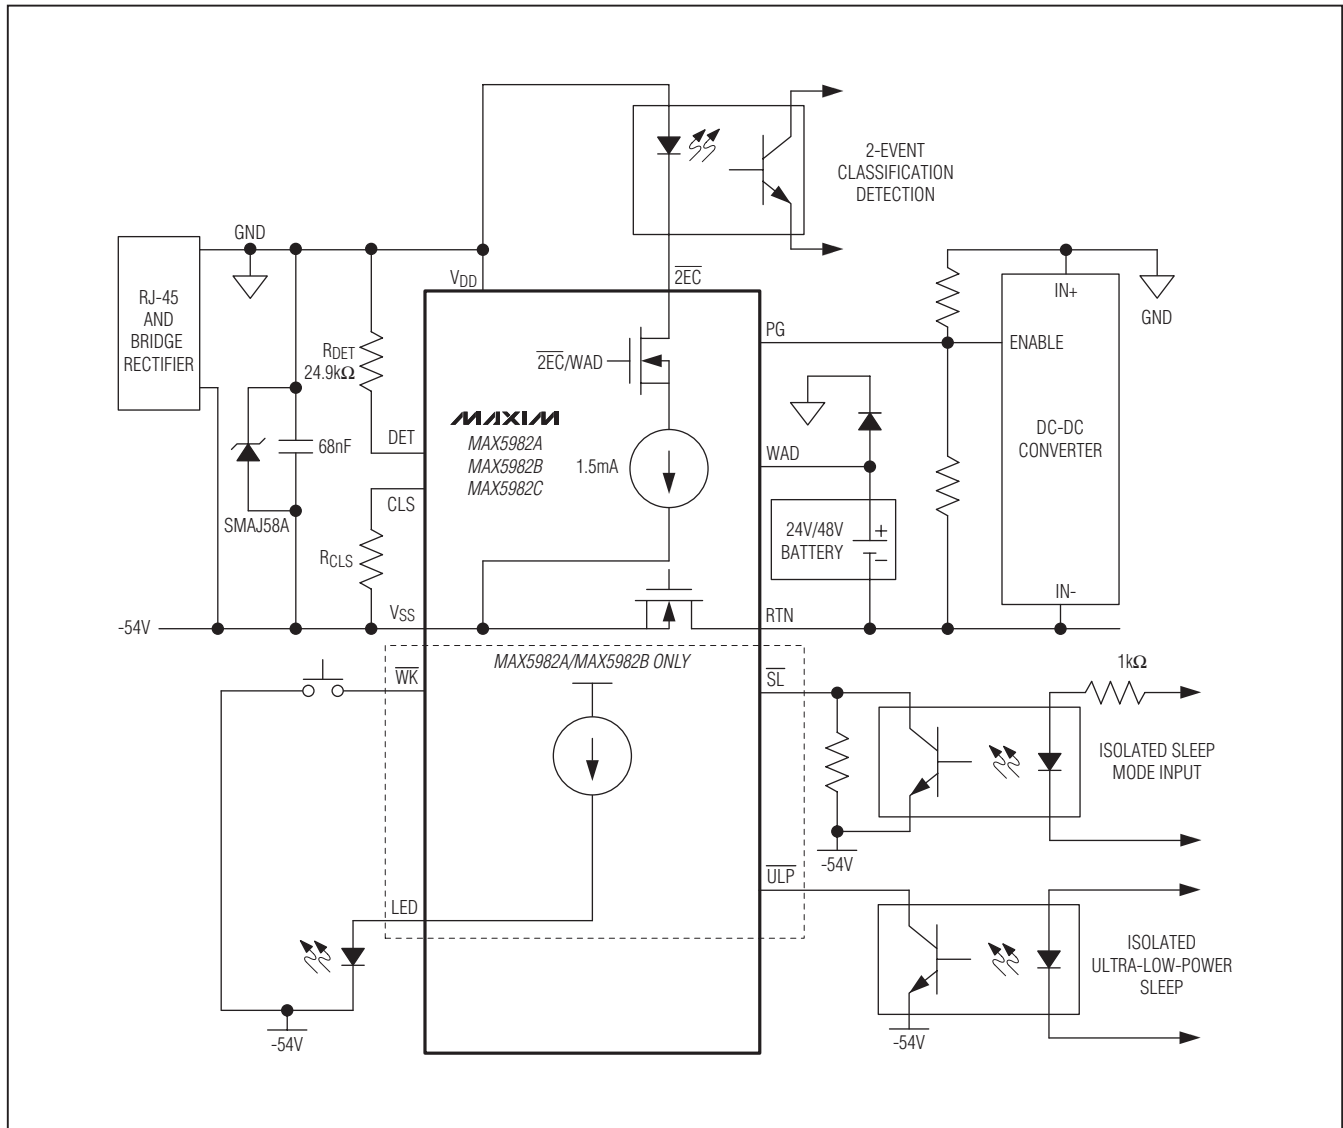 2-EVENT
CLASSIFICATION
DETECTION
GND
RJ-45
AND
BRIDGE
RECTIFIER
VDD
2EC
IN+
GND
PG
ENABLE
RDET
24.9kΩ
2EC/WAD
MAXIM
MAX5982A
MAX5982B
MAX5982C
DET
68nF
1.5mA
WAD
DC-DC
CONVERTER
CLS
SMAJ58A
24V/48V
BATTERY
+
–
RCLS
IN-
-54V
VSS
RTN
MAX5982A/MAX5982B ONLY
WK
SL
1kΩ
ISOLATED SLEEP
MODE INPUT
-54V
ULP
LED
ISOLATED
ULTRA-LOW-POWER
SLEEP
-54V
-54V